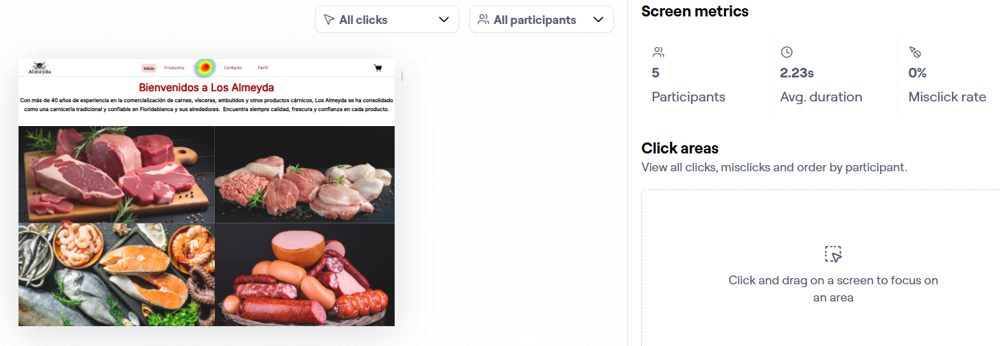 All clicks
All participants
Almeyda
Inicio
Productos
Contacto
Perfil
Bienvenidos a Los Almeyda
Con más de 40 años de experiencia en la comercialización de carnes, vísceras, embutidos y otros productos cárnicos, Los Almeyda se ha consolidado
como una carnicería tradicional y confiable en Floridablanca y sus alrededores. Encuentra siempre calidad, frescura y confianza en cada producto.
Screen metrics
5
Participants
2.23s
Avg. duration
0%
Misclick rate
Click areas
View all clicks, misclicks and order by participant.
Click and drag on a screen to focus on
an area